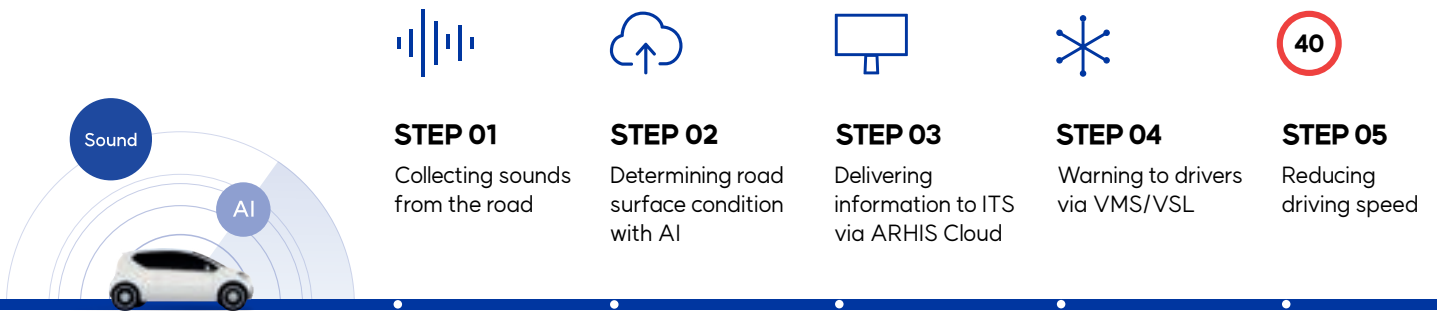 Sound
AI
STEP 01
Collecting sounds
from the road
STEP 02
Determining road
surface condition
with AI
STEP 03
Delivering
information to ITS
via ARHIS Cloud
STEP 04
Warning to drivers
via VMS/VSL
40
STEP 05
Reducing
driving speed